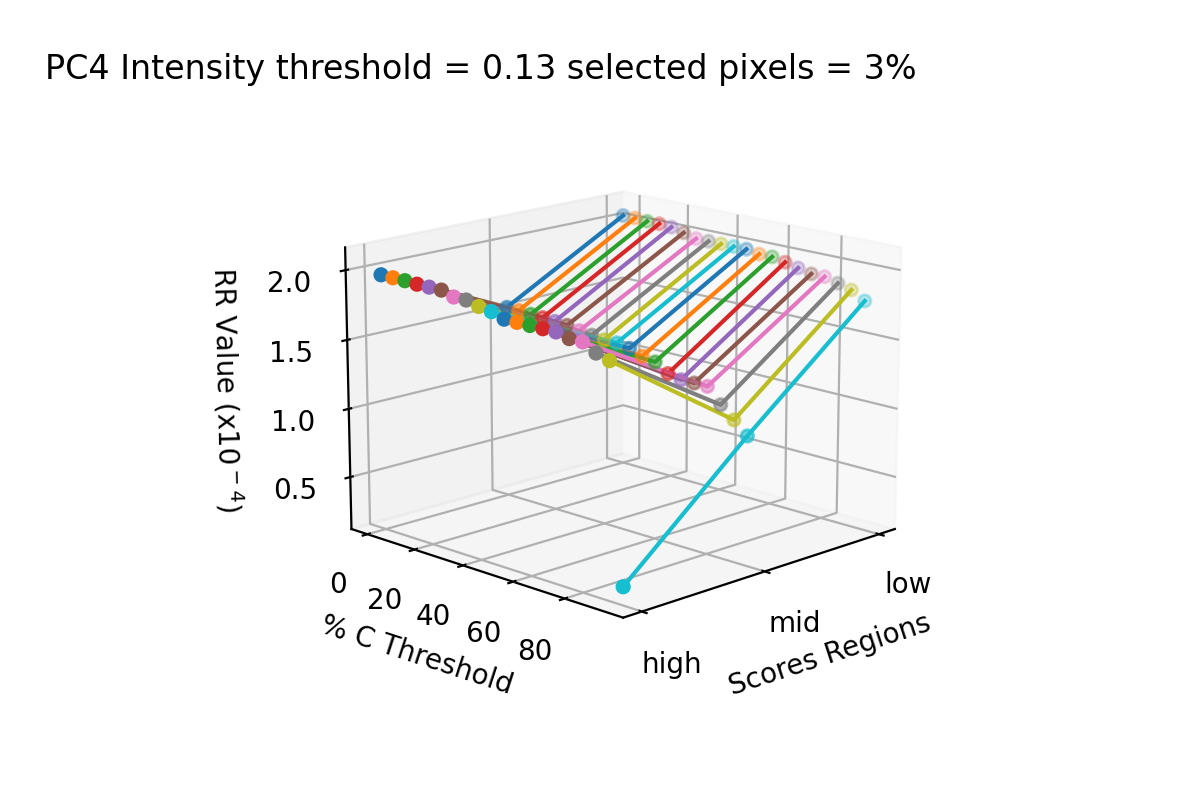 PC4 Intensity threshold = 0.13 selected pixels = 3%
RR Value (x10⁻⁴)
2.0
1.5
1.0
0.5
0
20
40
60
80
% C Threshold
high
mid
low
Scores Regions